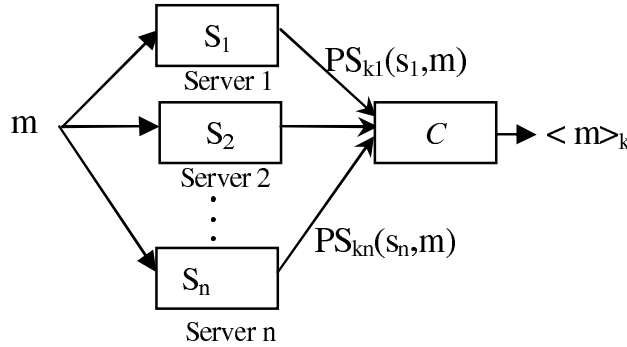 S1
Server 1
PSk1(s1,m)
m
S2
C
< m>k
Server 2
PSkn(sn,m)
Sn
Server n